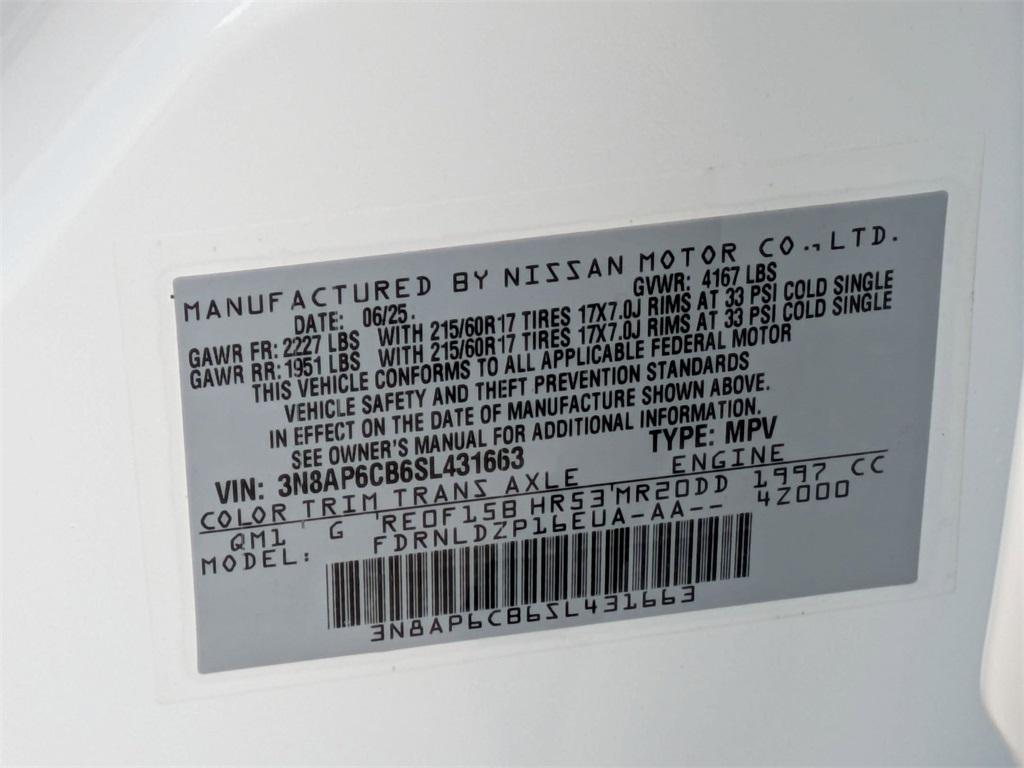 MANUFACTURED BY NISSAN MOTOR CO.,LTD.
DATE: 06/25. GVWR: 4167 LBS
GAWR FR: 2227 LBS WITH 215/60R17 TIRES 17X7.0J RIMS AT 33 PSI COLD SINGLE
GAWR RR: 1951 LBS WITH 215/60R17 TIRES 17X7.0J RIMS AT 33 PSI COLD SINGLE
THIS VEHICLE CONFORMS TO ALL APPLICABLE FEDERAL MOTOR
VEHICLE SAFETY AND THEFT PREVENTION STANDARDS
IN EFFECT ON THE DATE OF MANUFACTURE SHOWN ABOVE.
SEE OWNER'S MANUAL FOR ADDITIONAL INFORMATION.
VIN: 3N8AP6CB6SL431663 TYPE: MPV
COLOR TRIM TRANS AXLE ENGINE
QM1 G RE0F15B HR53 MR20DD 1997 CC
MODEL: FDRNLDZP16EUA-AA-- 4Z000
3N8AP6CB6SL431663